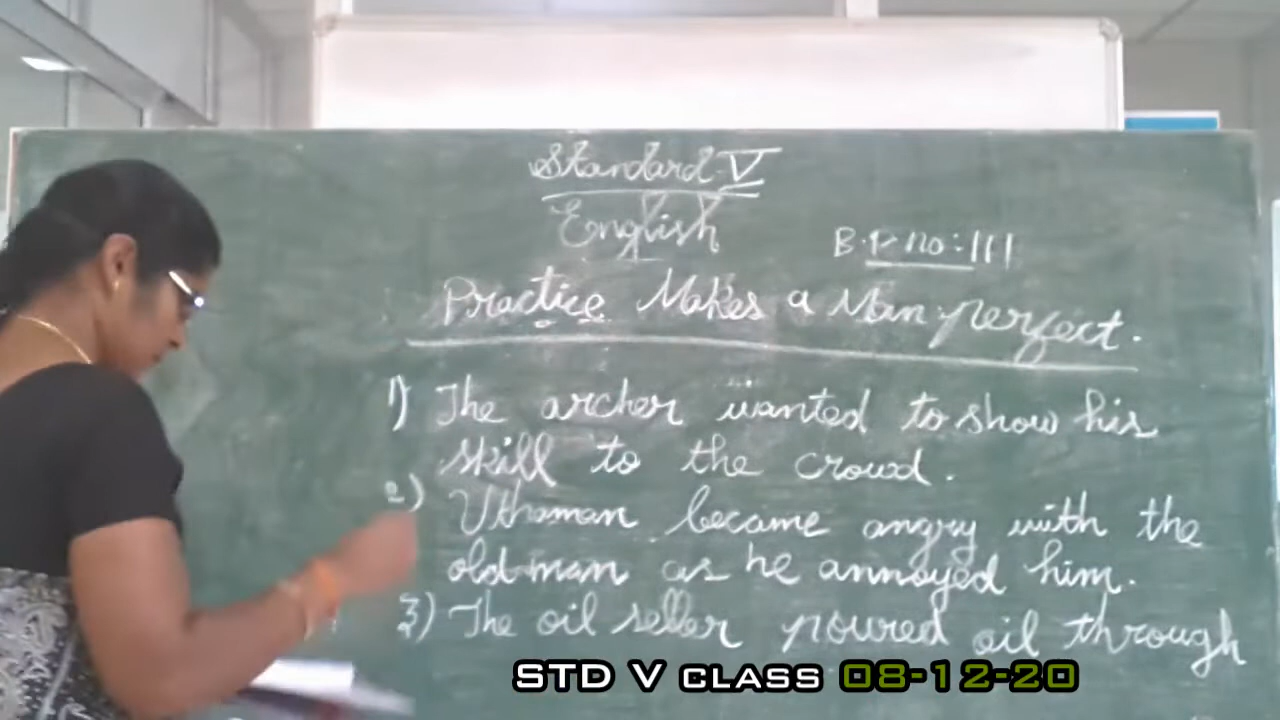 Standard-V
English
B.P no:111
Practice Makes a Man perfect.
1) The archer wanted to show his
skill to the crowd.
2) Uthaman became angry with the
old man as he annoyed him.
3) The oil seller poured oil through
STD V CLASS 08-12-20